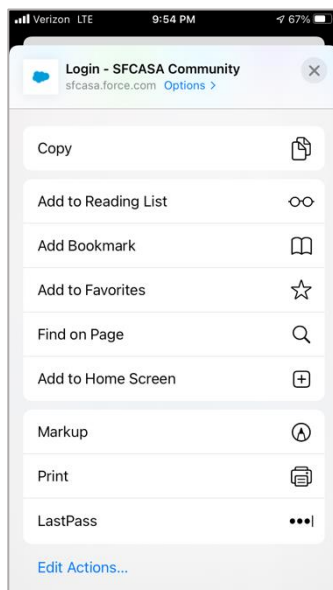 Verizon LTE 9:54 PM 67%
Login - SFCASA Community
sfcasa.force.com Options >
Copy
Add to Reading List
Add Bookmark
Add to Favorites
Find on Page
Add to Home Screen
Markup
Print
LastPass
Edit Actions...